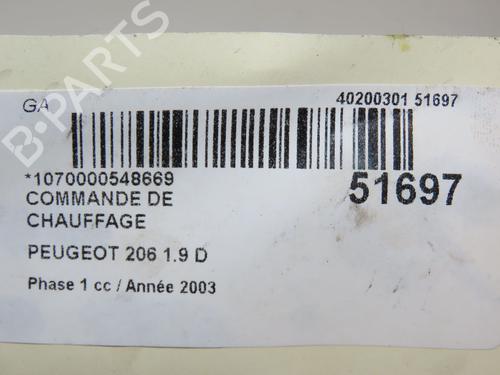 GA
40200301 51697
*1070000548669
51697
COMMANDE DE
CHAUFFAGE
PEUGEOT 206 1.9 D
Phase 1 cc / Année 2003
B-PARTS